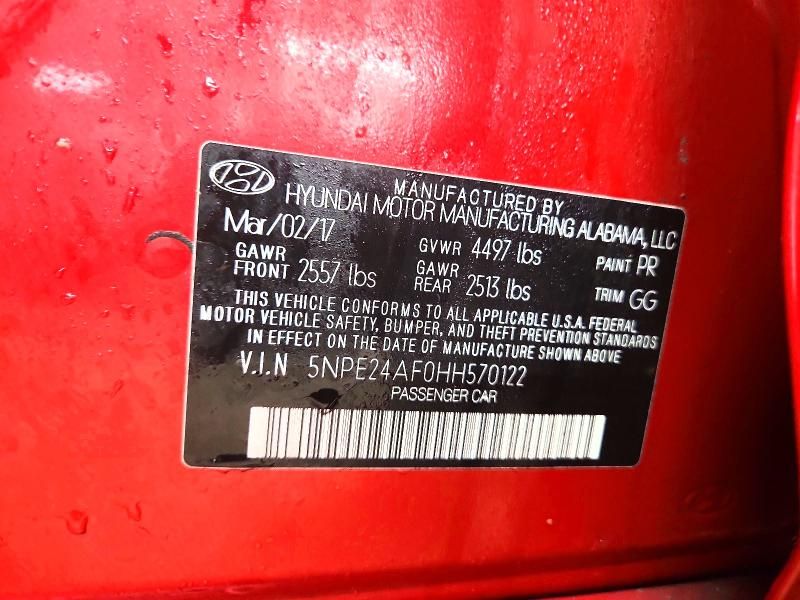 MANUFACTURED BY
HYUNDAI MOTOR MANUFACTURING ALABAMA, LLC
Mar/02/17 GVWR 4497 lbs PAINT PR
GAWR FRONT 2557 lbs GAWR REAR 2513 lbs TRIM GG
THIS VEHICLE CONFORMS TO ALL APPLICABLE U.S.A. FEDERAL
MOTOR VEHICLE SAFETY, BUMPER, AND THEFT PREVENTION STANDARDS
IN EFFECT ON THE DATE OF MANUFACTURE SHOWN ABOVE
V.I.N 5NPE24AF0HH570122
PASSENGER CAR